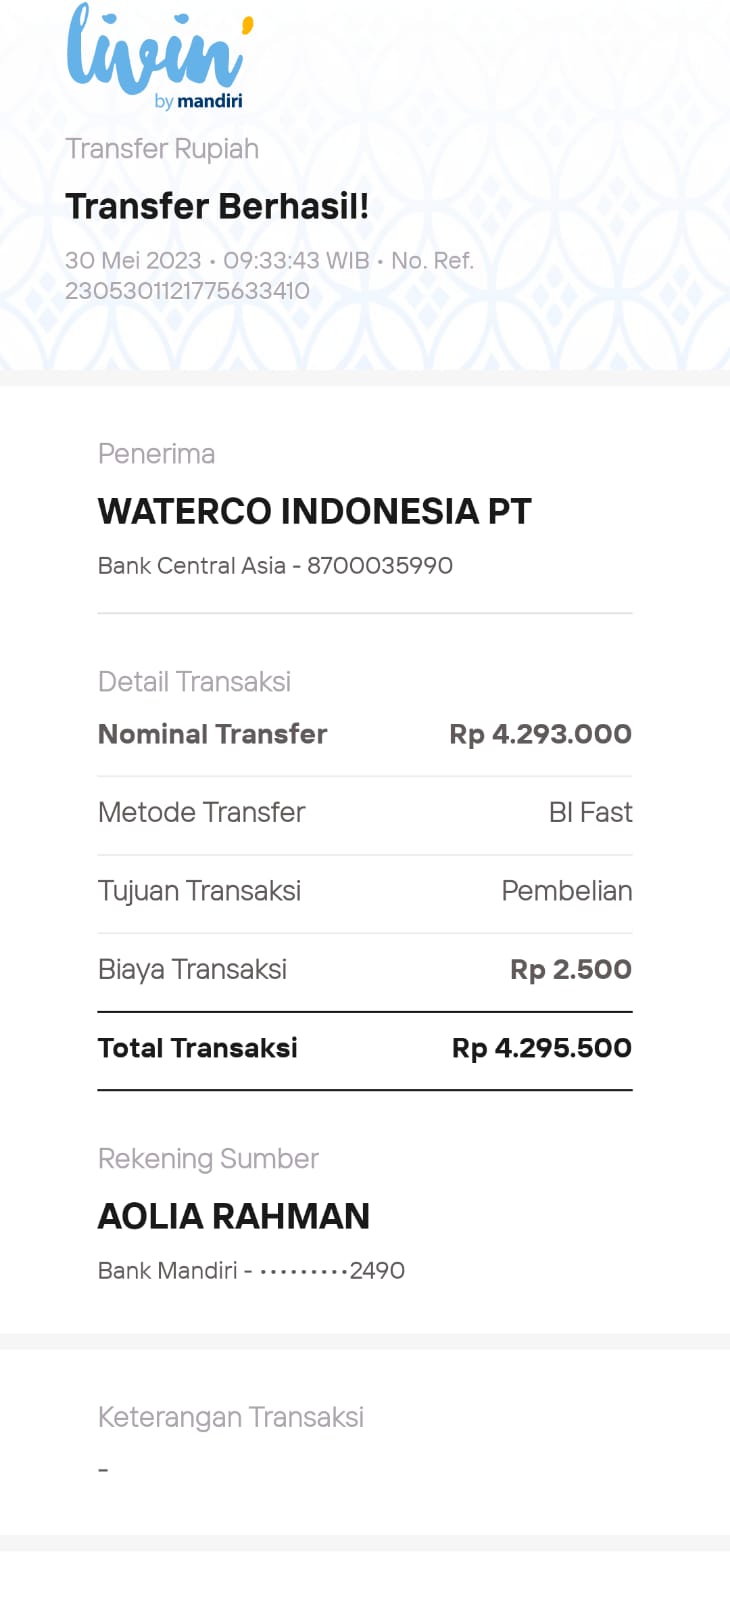 livin'
by mandiri
Transfer Rupiah
Transfer Berhasil!
30 Mei 2023 • 09:33:43 WIB • No. Ref.
2305301121775633410
Penerima
WATERCO INDONESIA PT
Bank Central Asia - 8700035990
Detail Transaksi
Nominal Transfer Rp 4.293.000
Metode Transfer BI Fast
Tujuan Transaksi Pembelian
Biaya Transaksi Rp 2.500
Total Transaksi Rp 4.295.500
Rekening Sumber
AOLIA RAHMAN
Bank Mandiri - •••••••••2490
Keterangan Transaksi
-